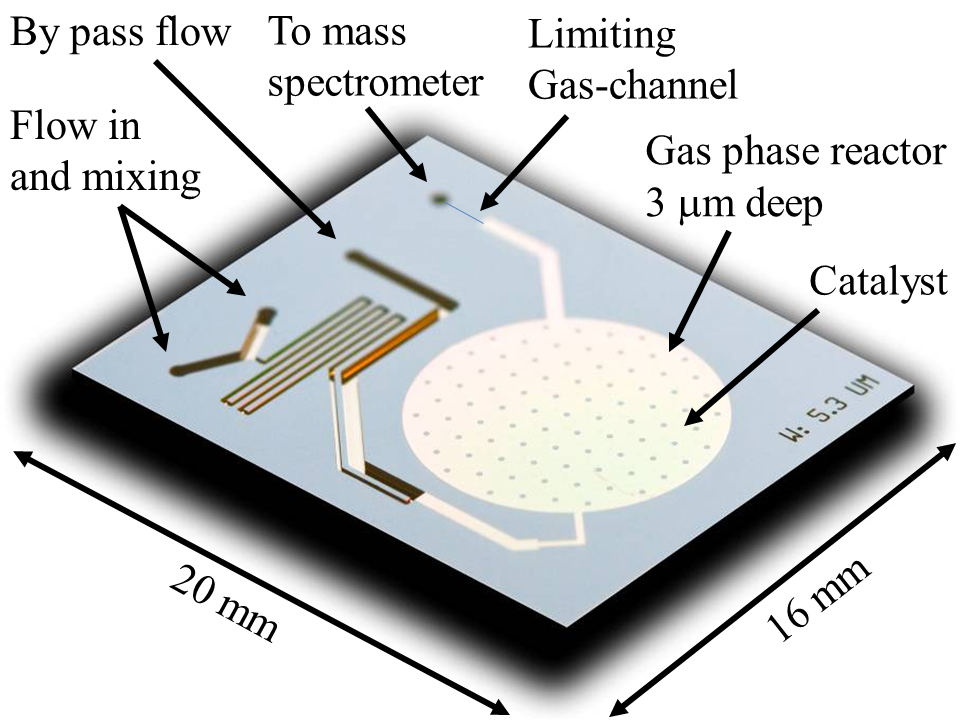 By pass flow
To mass
spectrometer
Limiting
Gas-channel
Flow in
and mixing
Gas phase reactor
3 µm deep
Catalyst
W: 5.3 UM
20 mm
16 mm